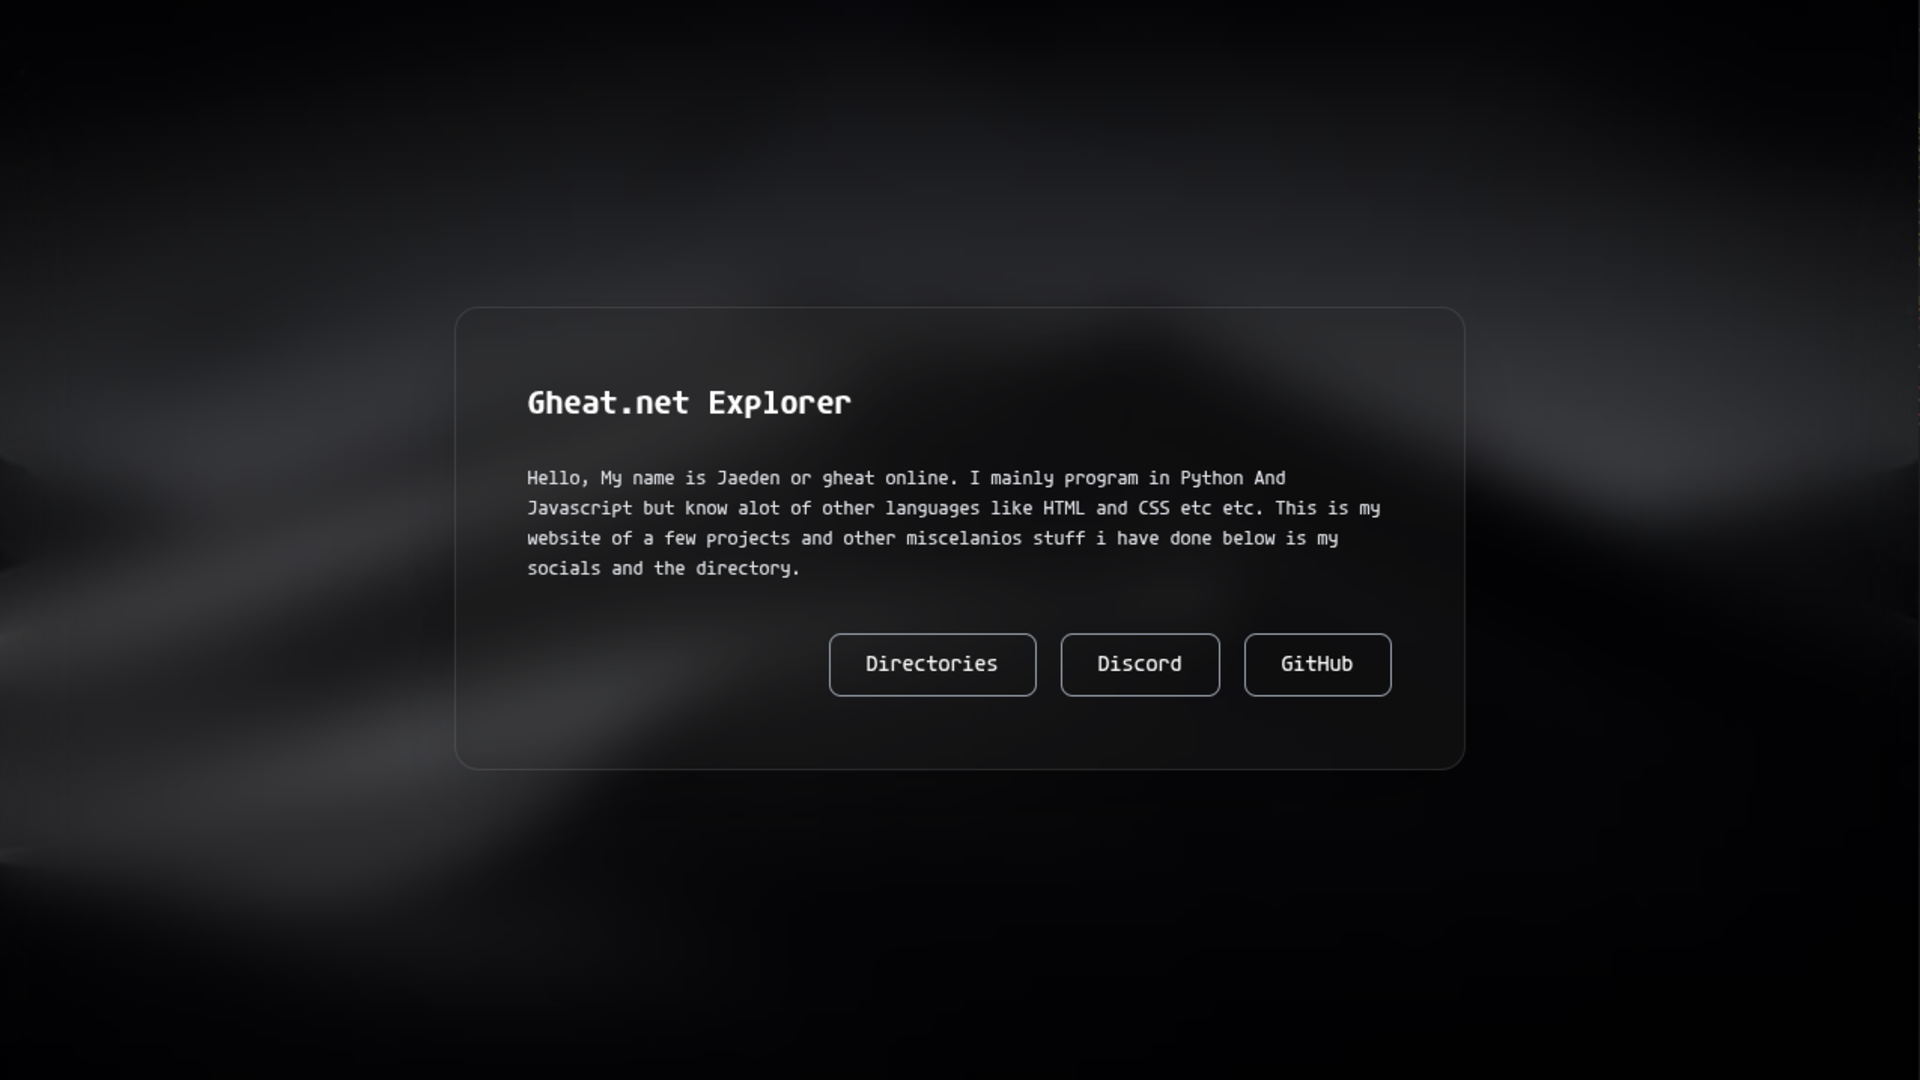 Gheat.net Explorer
Hello, My name is Jaeden or gheat online. I mainly program in Python And
Javascript but know alot of other languages like HTML and CSS etc etc. This is my
website of a few projects and other miscelanios stuff i have done below is my
socials and the directory.
Directories Discord GitHub